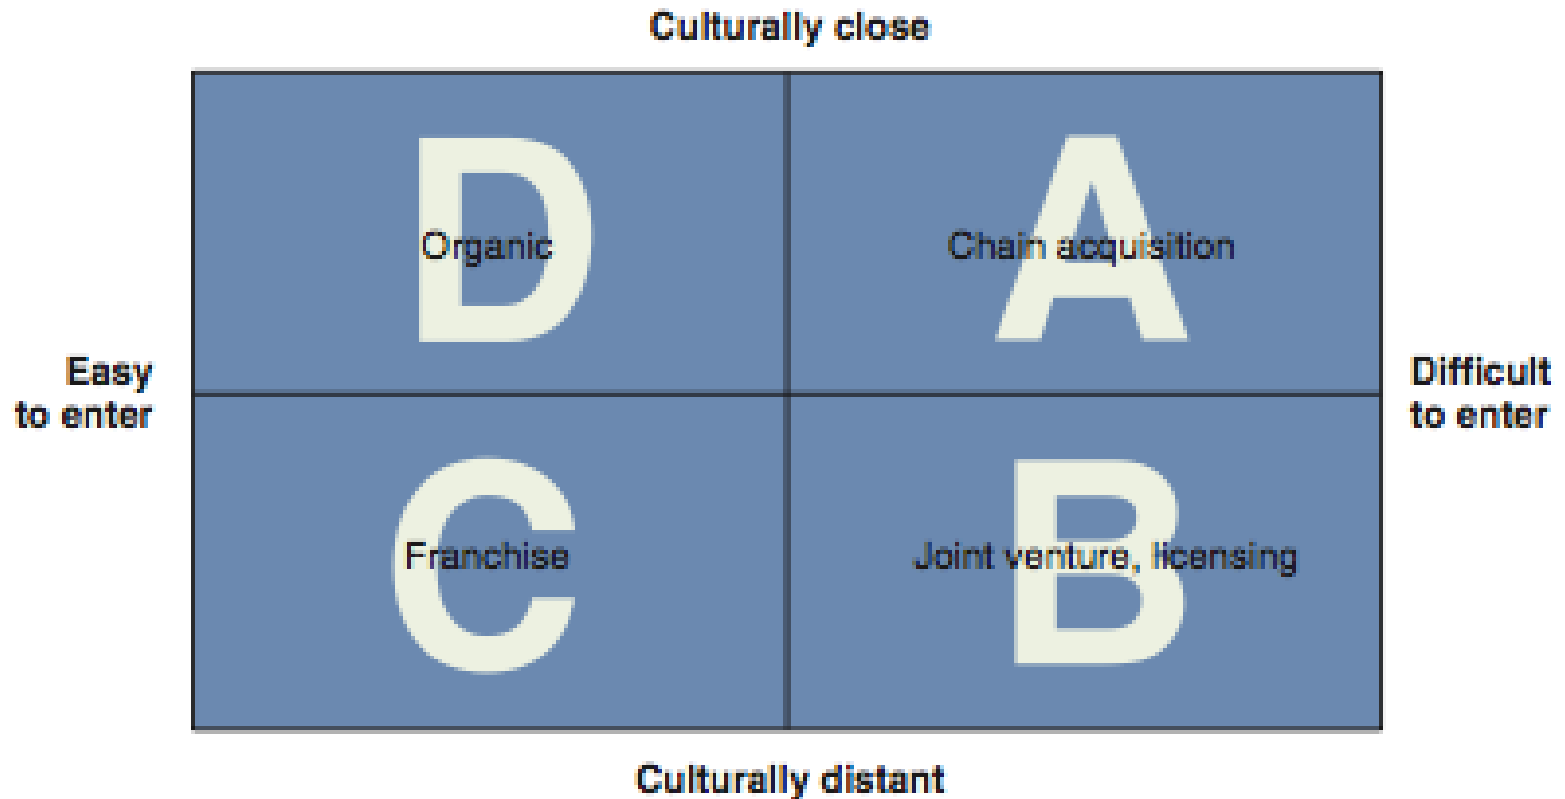 Culturally close
D
Organic
A
Chain acquisition
Easy
to enter
Difficult
to enter
C
Franchise
B
Joint venture, licensing
Culturally distant